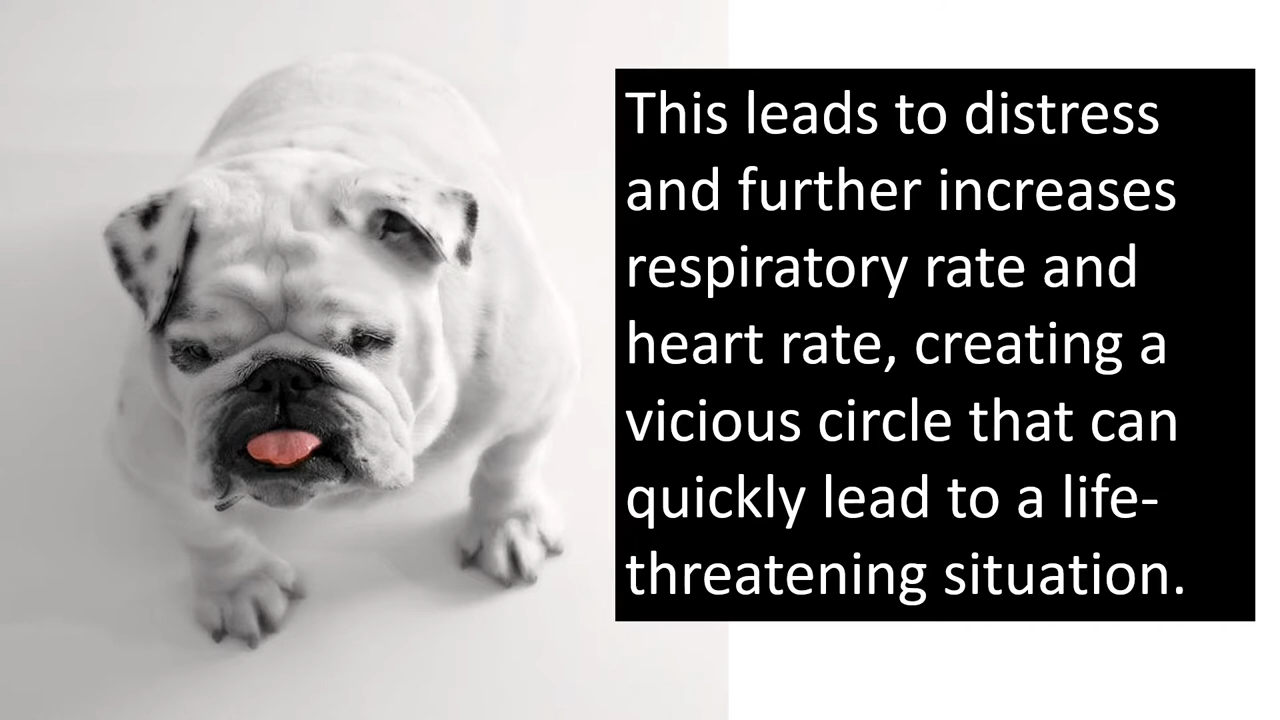 This leads to distress
and further increases
respiratory rate and
heart rate, creating a
vicious circle that can
quickly lead to a life-
threatening situation.